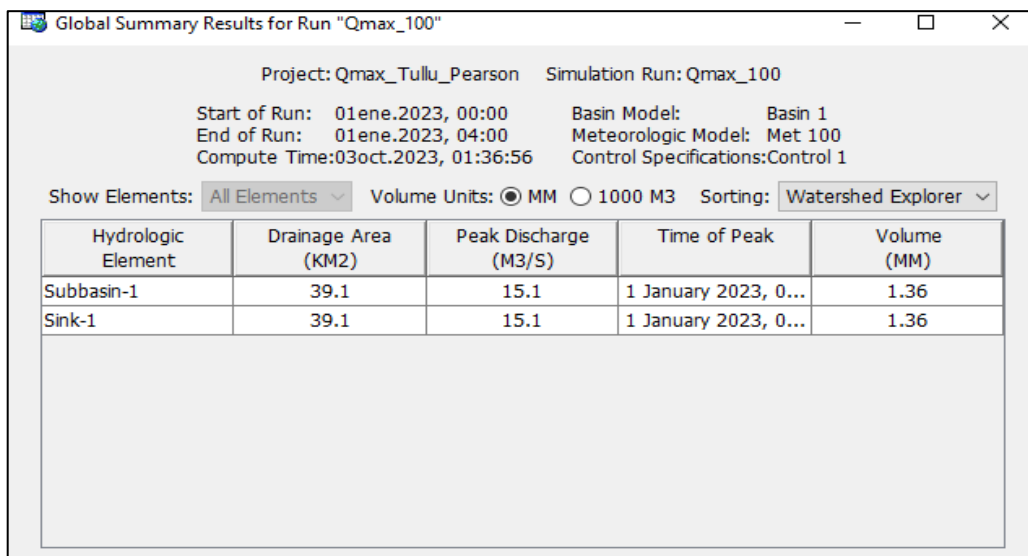 Global Summary Results for Run "Qmax_100"
Project: Qmax_Tullu_Pearson Simulation Run: Qmax_100
Start of Run: 01ene.2023, 00:00 Basin Model: Basin 1
End of Run: 01ene.2023, 04:00 Meteorologic Model: Met 100
Compute Time:03oct.2023, 01:36:56 Control Specifications:Control 1
Show Elements: All Elements Volume Units: MM 1000 M3 Sorting: Watershed Explorer
Hydrologic Element Drainage Area (KM2) Peak Discharge (M3/S) Time of Peak Volume (MM)
Subbasin-1 39.1 15.1 1 January 2023, 0... 1.36
Sink-1 39.1 15.1 1 January 2023, 0... 1.36